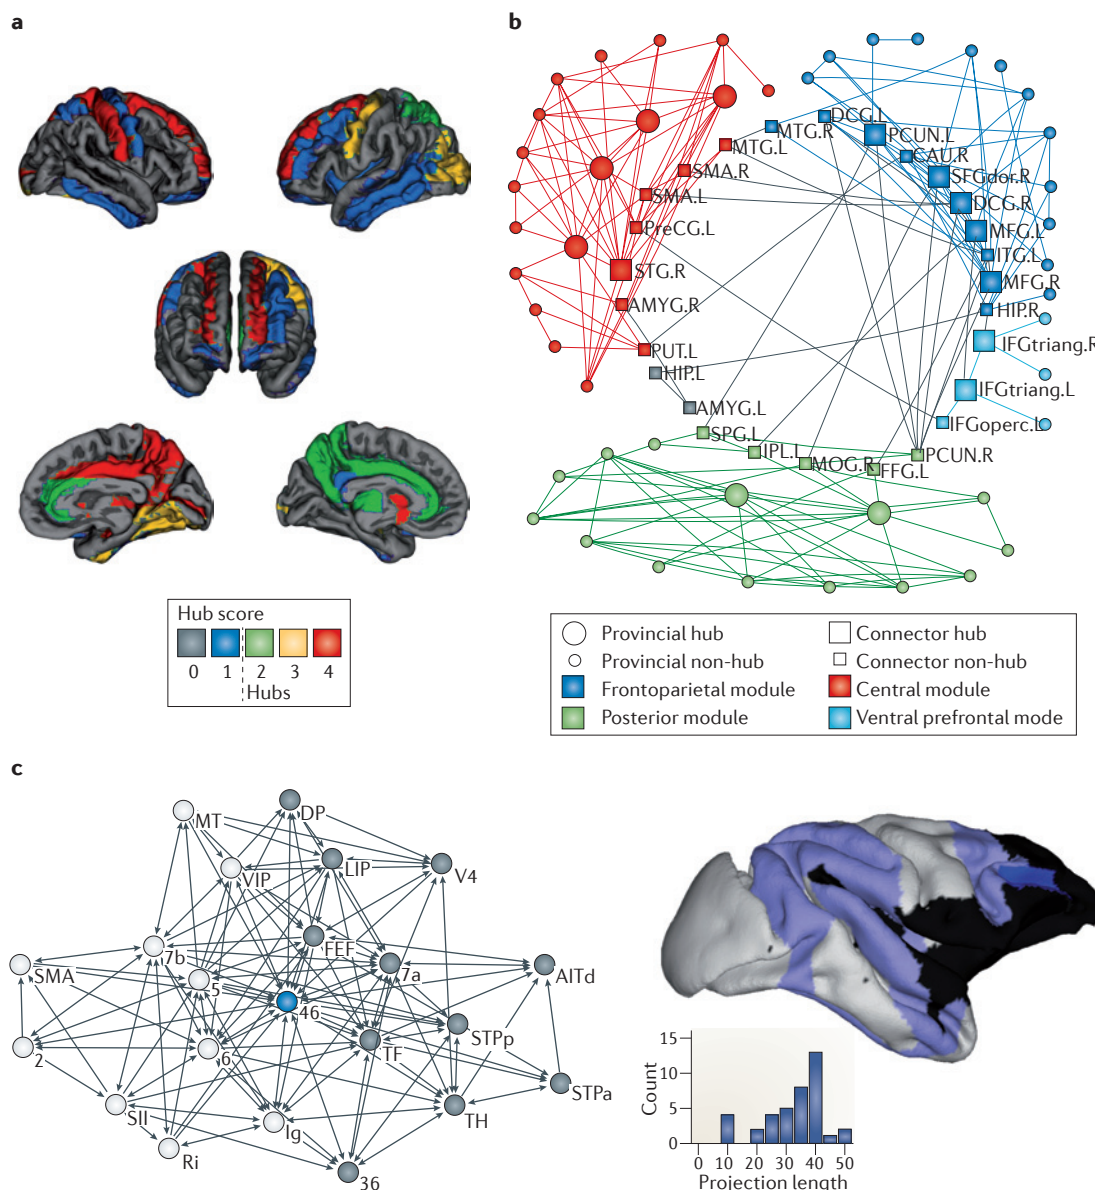 a
b
DCG.L
MTG.R
PCUN.L
MTG.L
CAU.R
SMA.R
SFGdor.R
SMA.L
DCG.R
PreCG.L
MFG.L
ITG.L
STG.R
MFG.R
AMYG.R
HIP.R
IFGtriang.R
PUT.L
HIP.L
IFGtriang.L
AMYG.L
IFGoperc.L
SPG.L
IPL.L
PCUN.R
MOG.R
FFG.L
Hub score
0 1 2 3 4
Hubs
Provincial hub
Connector hub
Provincial non-hub
Connector non-hub
Frontoparietal module
Central module
Posterior module
Ventral prefrontal mode
c
DP
MT
LIP
VIP
V4
FEF
7b
7a
SMA
AITd
5
46
STPp
TF
2
6
STPa
SII
TH
Ig
Ri
36
15
10
5
0
Count
0 10 20 30 40 50
Projection length